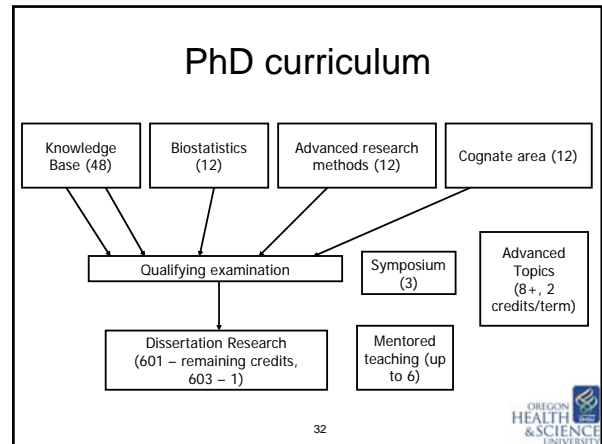 PhD curriculum
Knowledge
Base (48)
Biostatistics
(12)
Advanced research
methods (12)
Cognate area (12)
Qualifying examination
Symposium
(3)
Advanced
Topics
(8+, 2
credits/term)
Dissertation Research
(601 – remaining credits,
603 – 1)
Mentored
teaching (up
to 6)
32
OREGON
HEALTH
& SCIENCE
UNIVERSITY